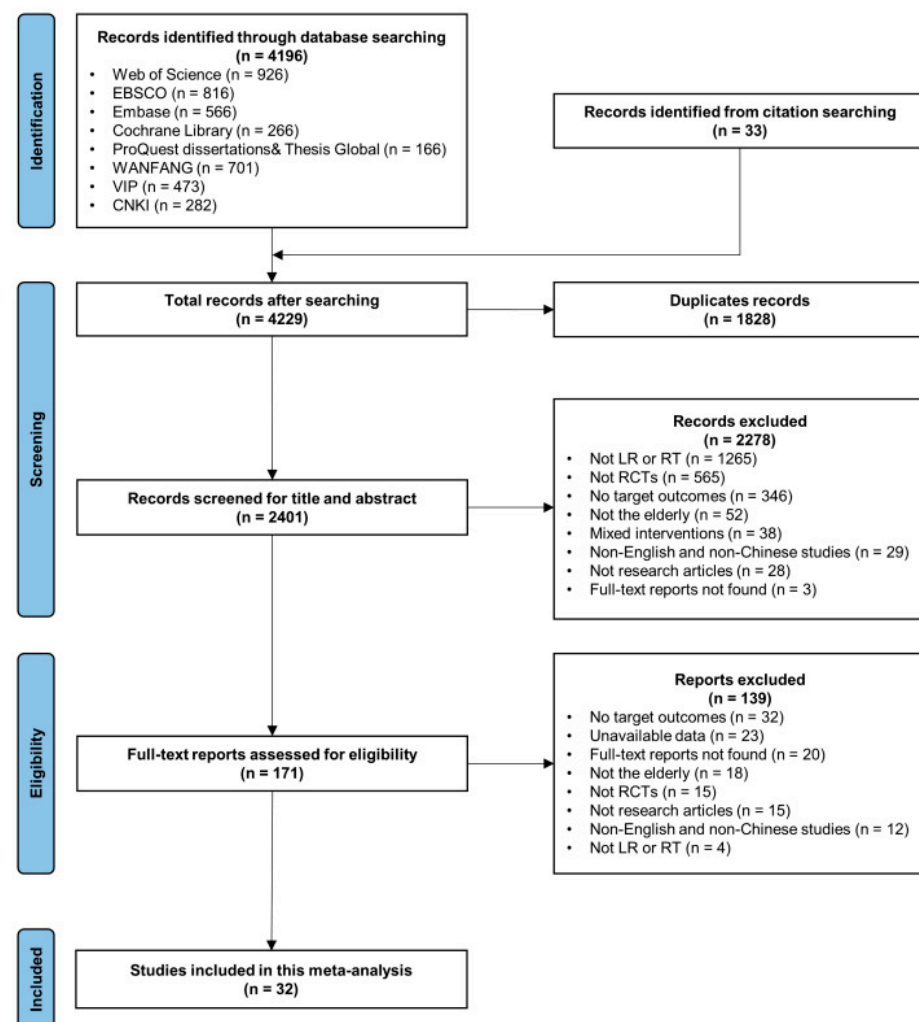 Identification
Records identified through database searching
(n = 4196)
• Web of Science (n = 926)
• EBSCO (n = 816)
• Embase (n = 566)
• Cochrane Library (n = 266)
• ProQuest dissertations& Thesis Global (n = 166)
• WANFANG (n = 701)
• VIP (n = 473)
• CNKI (n = 282)
Records identified from citation searching
(n = 33)
Screening
Total records after searching
(n = 4229)
Duplicates records
(n = 1828)
Records screened for title and abstract
(n = 2401)
Records excluded
(n = 2278)
• Not LR or RT (n = 1265)
• Not RCTs (n = 565)
• No target outcomes (n = 346)
• Not the elderly (n = 52)
• Mixed interventions (n = 38)
• Non-English and non-Chinese studies (n = 29)
• Not research articles (n = 28)
• Full-text reports not found (n = 3)
Eligibility
Full-text reports assessed for eligibility
(n = 171)
Reports excluded
(n = 139)
• No target outcomes (n = 32)
• Unavailable data (n = 23)
• Full-text reports not found (n = 20)
• Not the elderly (n = 18)
• Not RCTs (n = 15)
• Not research articles (n = 15)
• Non-English and non-Chinese studies (n = 12)
• Not LR or RT (n = 4)
Included
Studies included in this meta-analysis
(n = 32)